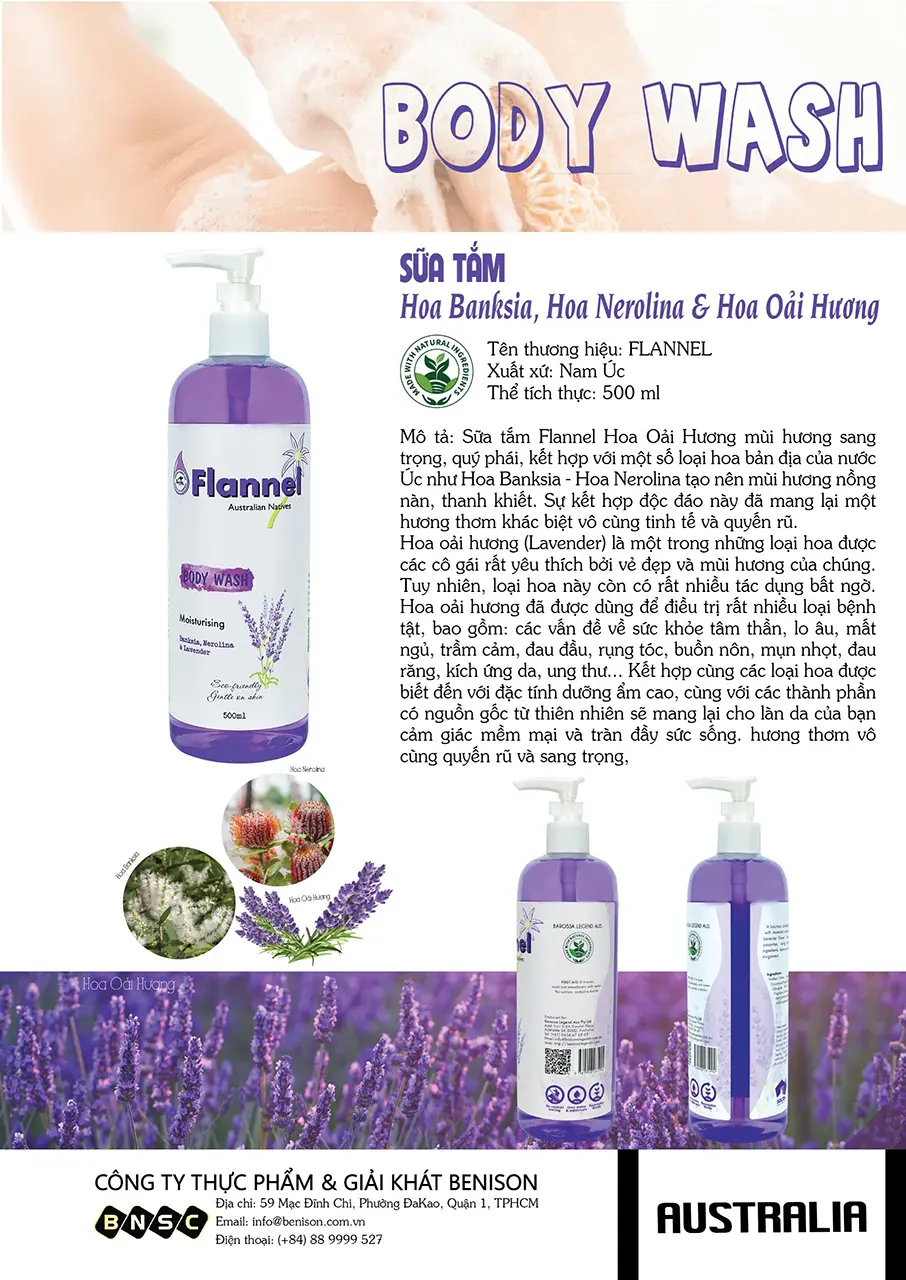 BODY WASH
SỮA TẮM
Hoa Banksia, Hoa Nerolina & Hoa Oải Hương
MADE WITH NATURAL INGREDIENTS
Tên thương hiệu: FLANNEL
Xuất xứ: Nam Úc
Thể tích thực: 500 ml
Mô tả: Sữa tắm Flannel Hoa Oải Hương mùi hương sang
trọng, quý phái, kết hợp với một số loại hoa bản địa của nước
Úc như Hoa Banksia - Hoa Nerolina tạo nên mùi hương nồng
nàn, thanh khiết. Sự kết hợp độc đáo này đã mang lại một
hương thơm khác biệt vô cùng tinh tế và quyến rũ.
Hoa oải hương (Lavender) là một trong những loại hoa được
các cô gái rất yêu thích bởi vẻ đẹp và mùi hương của chúng.
Tuy nhiên, loại hoa này còn có rất nhiều tác dụng bất ngờ.
Hoa oải hương đã được dùng để điều trị rất nhiều loại bệnh
tật, bao gồm: các vấn đề về sức khỏe tâm thần, lo âu, mất
ngủ, trầm cảm, đau đầu, rụng tóc, buồn nôn, mụn nhọt, đau
răng, kích ứng da, ung thư... Kết hợp cùng các loại hoa được
biết đến với đặc tính dưỡng ẩm cao, cùng với các thành phần
có nguồn gốc từ thiên nhiên sẽ mang lại cho làn da của bạn
cảm giác mềm mại và tràn đầy sức sống. hương thơm vô
cùng quyến rũ và sang trọng,
Flannel
Australian Natives
BODY WASH
Moisturising
Banksia, Nerolina
& Lavender
Eco-friendly
Gentle on skin
500ml
Hoa Nerolina
Hoa Banksia
Hoa Oải Hương
nel
BAROSSA LEGEND AUS
Hoa Oải Hương
CÔNG TY THỰC PHẨM & GIẢI KHÁT BENISON
BNSC
Địa chỉ: 59 Mạc Đĩnh Chi, Phường ĐaKao, Quận 1, TPHCM
Email: info@benison.com.vn
Điện thoại: (+84) 88 9999 527
AUSTRALIA